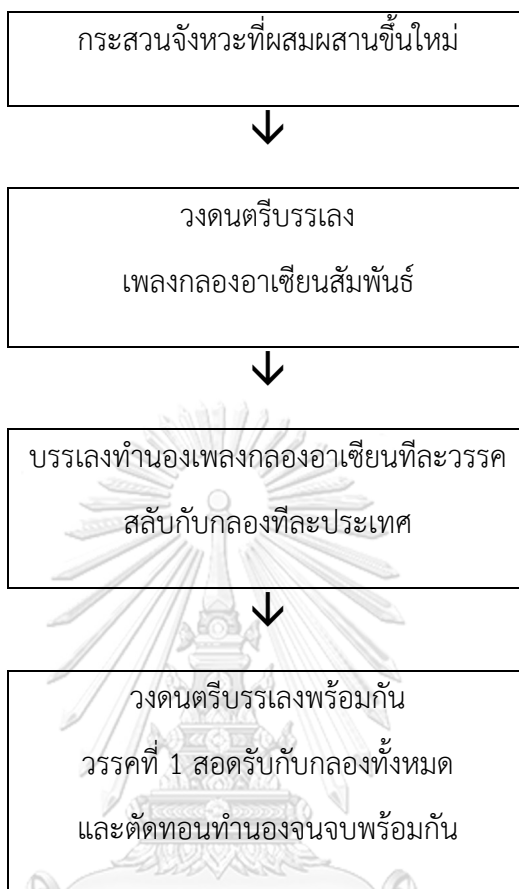 กระสวนจังหวะที่ผสมผสานขึ้นใหม่
วงดนตรีบรรเลง
เพลงกลองอาเซียนสัมพันธ์
บรรเลงทำนองเพลงกลองอาเซียนทีละวรรค
สลับกับกลองทีละประเทศ
วงดนตรีบรรเลงพร้อมกัน
วรรคที่ 1 สอดรับกับกลองทั้งหมด
และตัดทอนทำนองจนจบพร้อมกัน